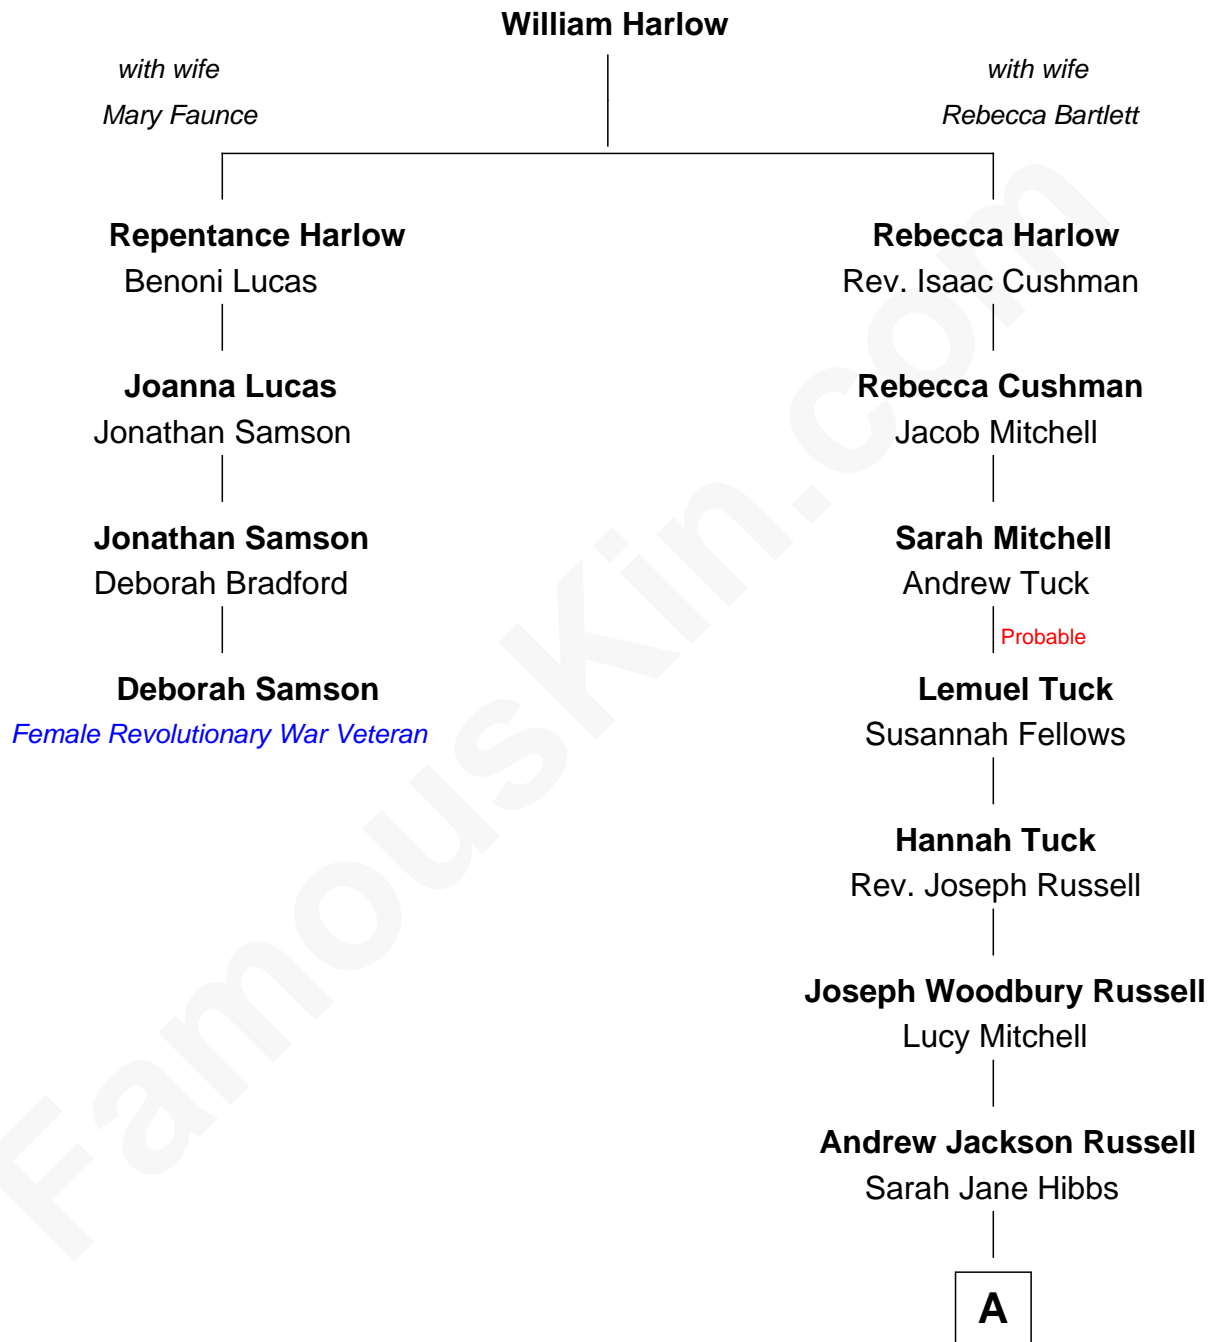 William Harlow
with wife
Mary Faunce
with wife
Rebecca Bartlett
Repentance Harlow
Benoni Lucas
Joanna Lucas
Jonathan Samson
Jonathan Samson
Deborah Bradford
Deborah Samson
Female Revolutionary War Veteran
Rebecca Harlow
Rev. Isaac Cushman
Rebecca Cushman
Jacob Mitchell
Sarah Mitchell
Andrew Tuck
Probable
Lemuel Tuck
Susannah Fellows
Hannah Tuck
Rev. Joseph Russell
Joseph Woodbury Russell
Lucy Mitchell
Andrew Jackson Russell
Sarah Jane Hibbs
A
FamousKin.com